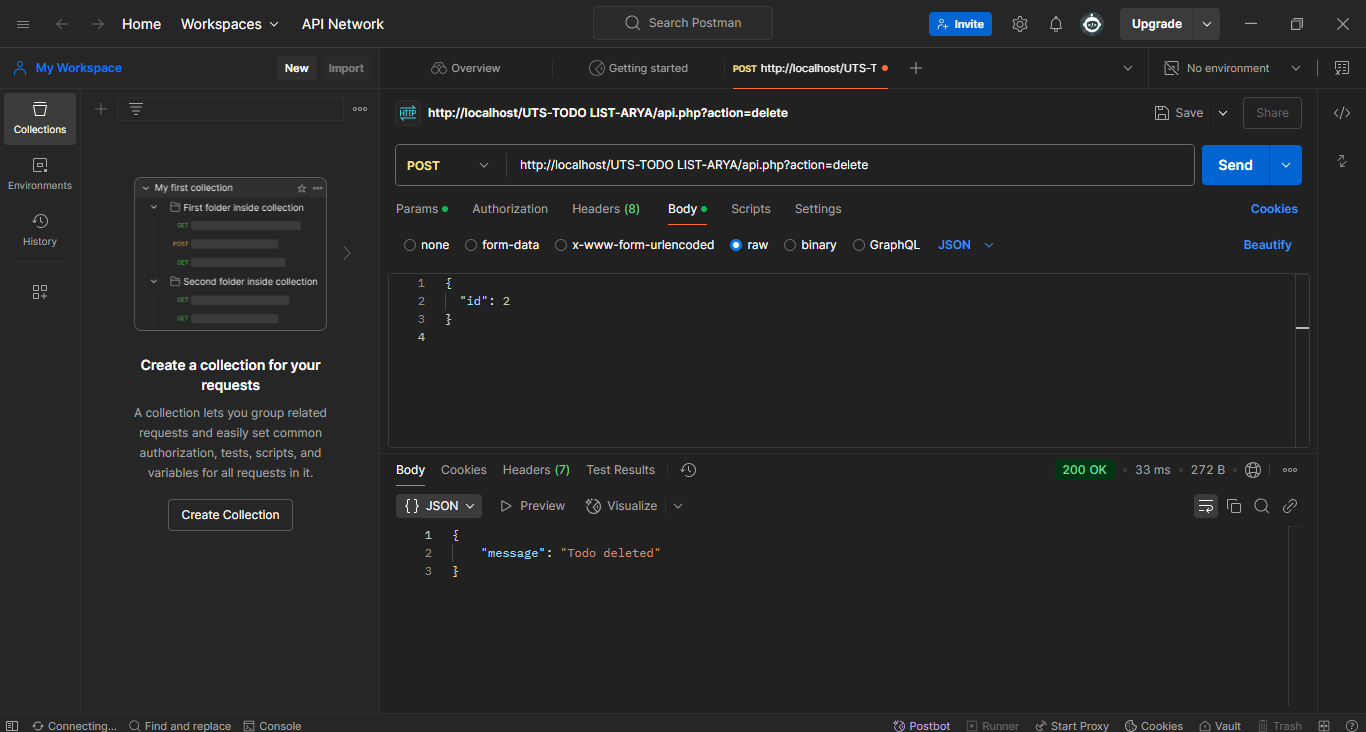 Home Workspaces API Network Search Postman Invite Upgrade
My Workspace New Import Overview Getting started POST http://localhost/UTS-T No environment
Collections
Environments
History
My first collection
First folder inside collection
GET
POST
GET
Second folder inside collection
GET
GET
Create a collection for your
requests
A collection lets you group related
requests and easily set common
authorization, tests, scripts, and
variables for all requests in it.
Create Collection
HTTP http://localhost/UTS-TODO LIST-ARYA/api.php?action=delete Save Share
POST http://localhost/UTS-TODO LIST-ARYA/api.php?action=delete Send
Params Authorization Headers (8) Body Scripts Settings Cookies
none form-data x-www-form-urlencoded raw binary GraphQL JSON Beautify
1 {
2 "id": 2
3 }
4
Body Cookies Headers (7) Test Results 200 OK 33 ms 272 B
{} JSON Preview Visualize
1 {
2 "message": "Todo deleted"
3 }
Connecting... Find and replace Console Postbot Runner Start Proxy Cookies Vault Trash